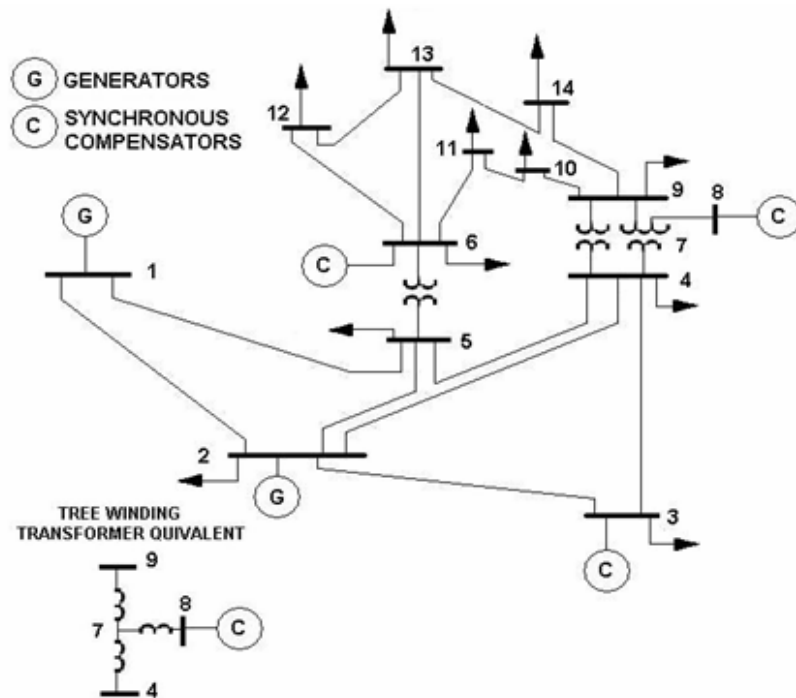 G GENERATORS
C SYNCHRONOUS
COMPENSATORS
13
14
12
11
10
9
8
C
G
C
6
7
1
4
5
2
G
3
C
TREE WINDING
TRANSFORMER QUIVALENT
9
8
7
C
4